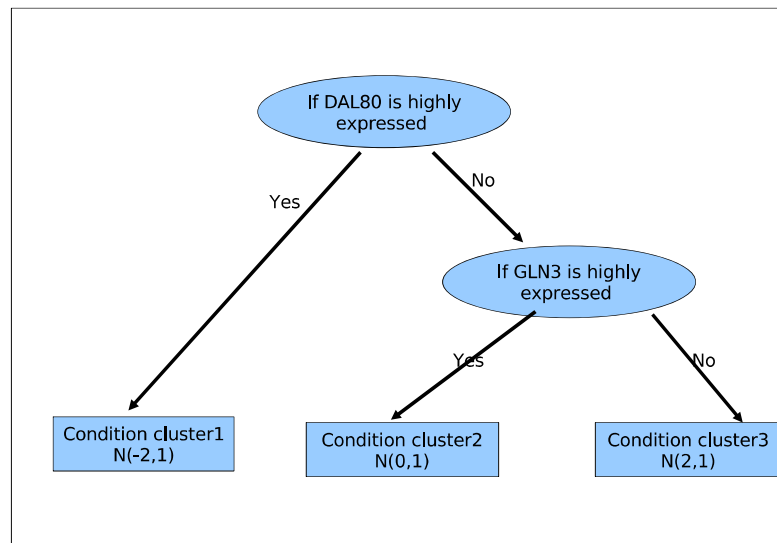 If DAL80 is highly
expressed
Yes
No
If GLN3 is highly
expressed
Yes
No
Condition cluster1
N(-2,1)
Condition cluster2
N(0,1)
Condition cluster3
N(2,1)